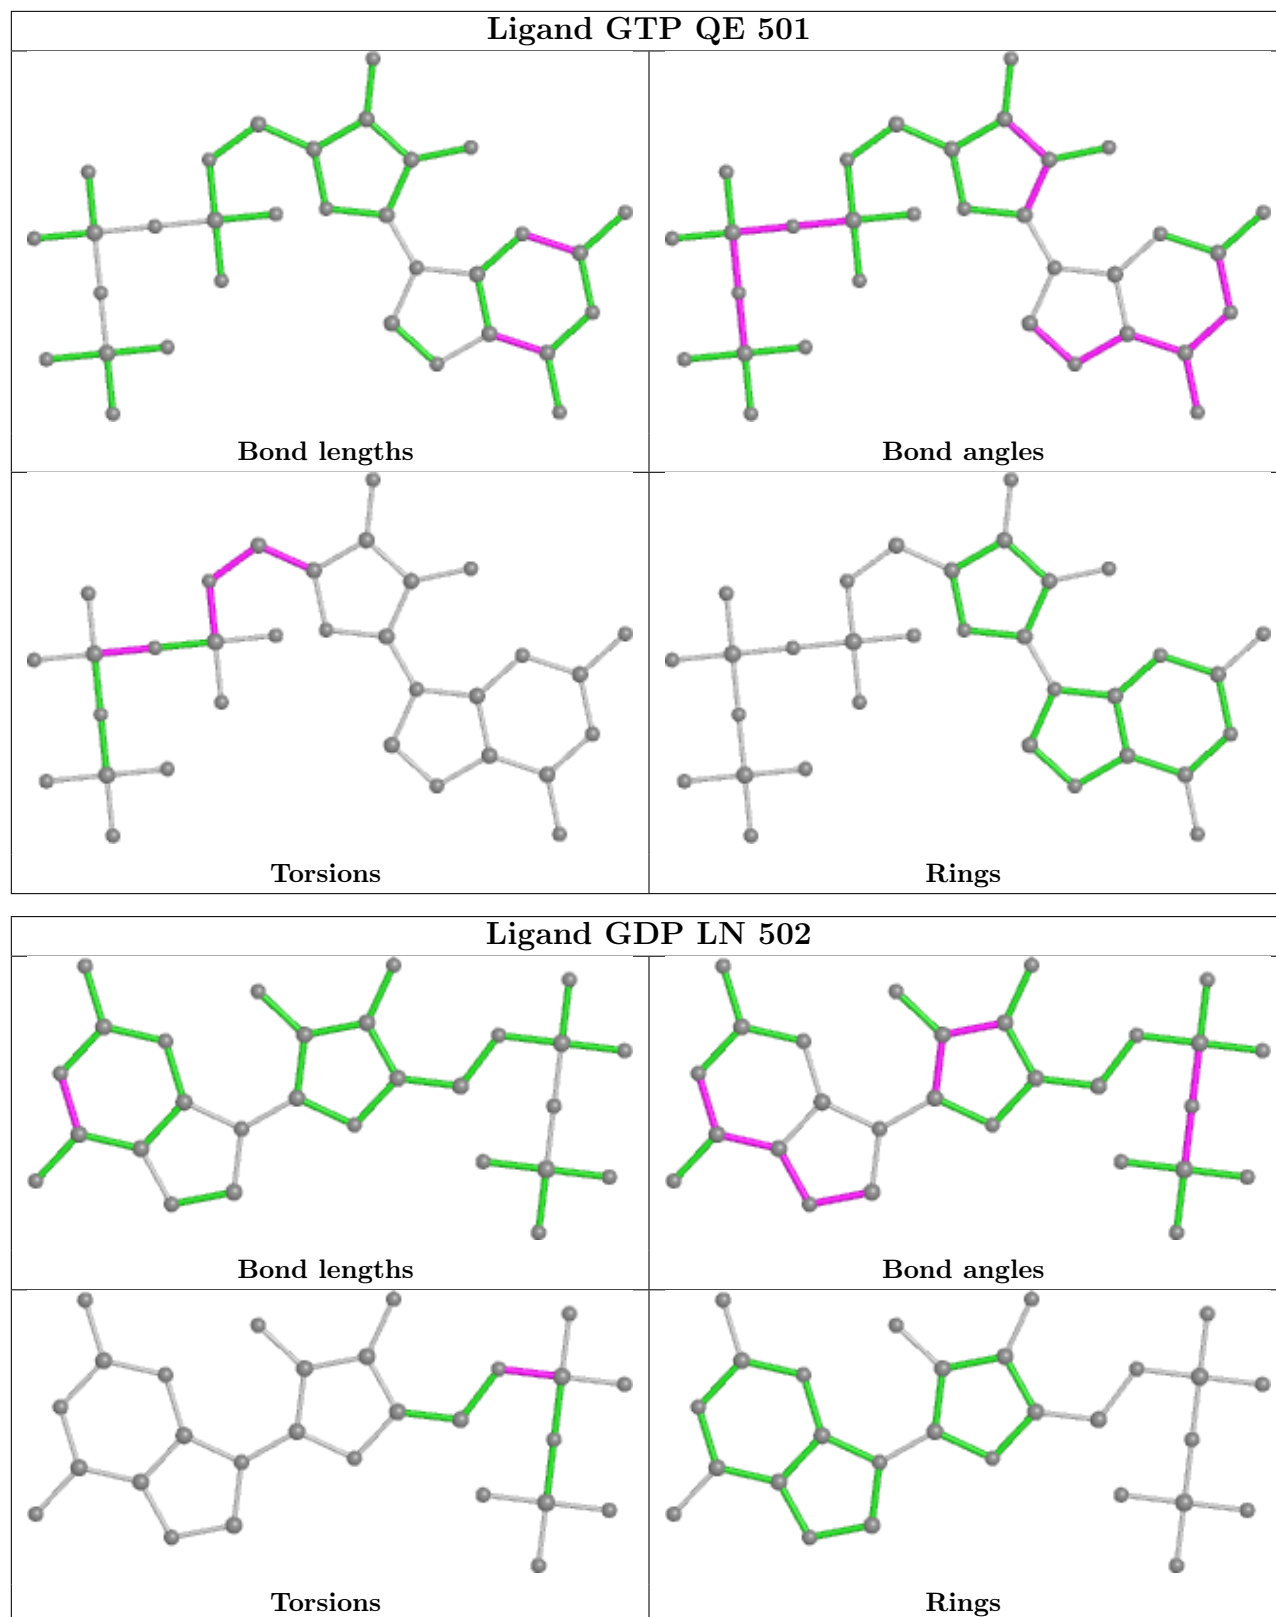 Ligand GTP QE 501
Bond lengths
Bond angles
Torsions
Rings
Ligand GDP LN 502
Bond lengths
Bond angles
Torsions
Rings